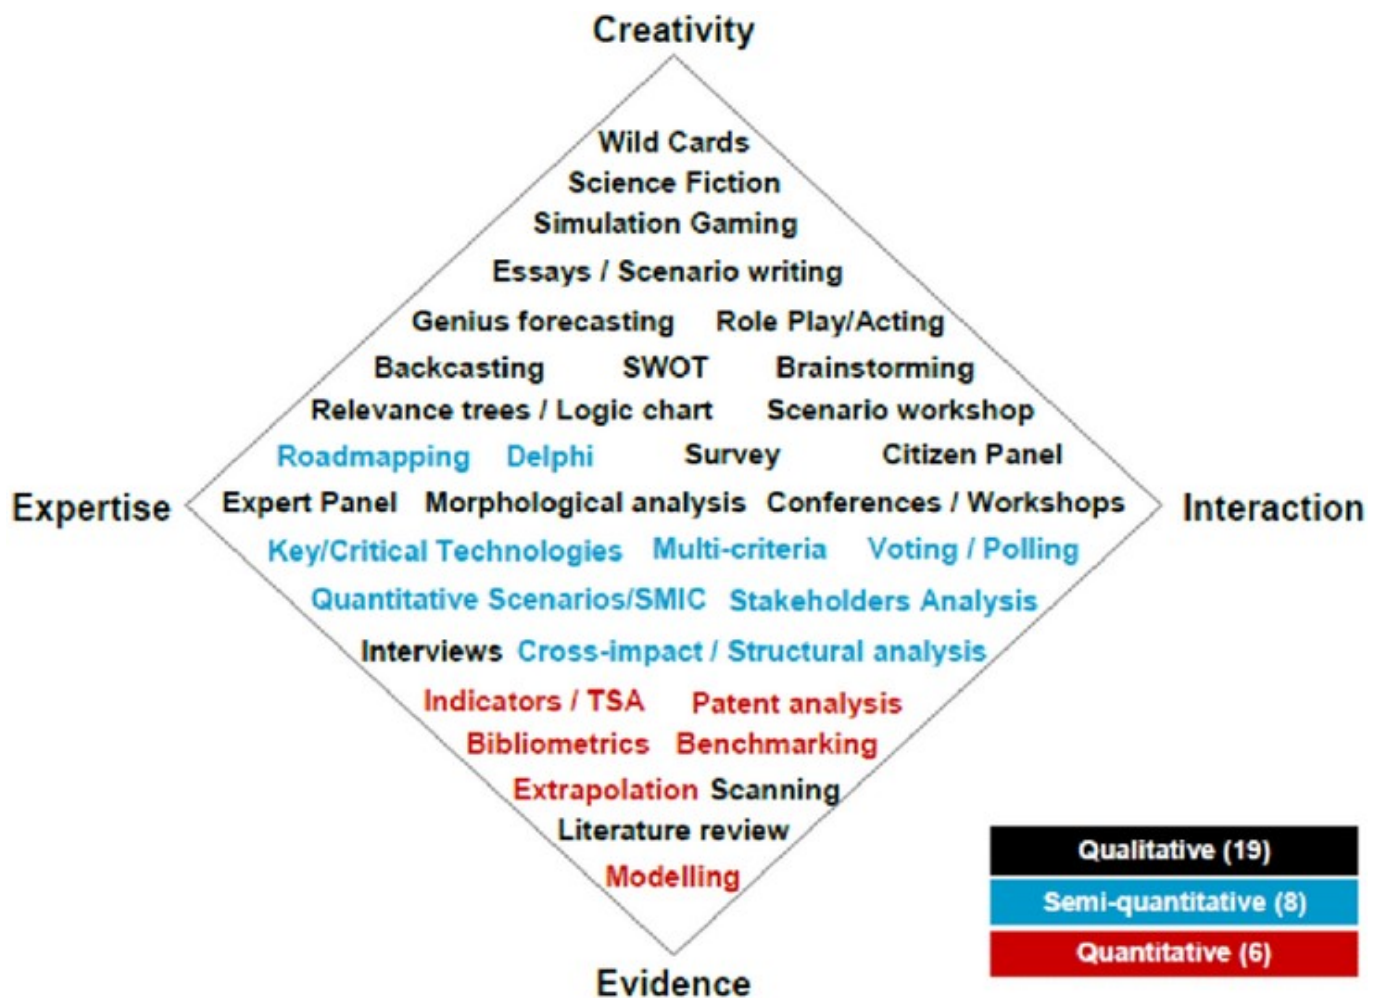 Creativity
Wild Cards
Science Fiction
Simulation Gaming
Essays / Scenario writing
Genius forecasting Role Play/Acting
Backcasting SWOT Brainstorming
Relevance trees / Logic chart Scenario workshop
Roadmapping Delphi Survey Citizen Panel
Expertise Expert Panel Morphological analysis Conferences / Workshops Interaction
Key/Critical Technologies Multi-criteria Voting / Polling
Quantitative Scenarios/SMIC Stakeholders Analysis
Interviews Cross-impact / Structural analysis
Indicators / TSA Patent analysis
Bibliometrics Benchmarking
Extrapolation Scanning
Literature review
Modelling
Evidence
Qualitative (19)
Semi-quantitative (8)
Quantitative (6)